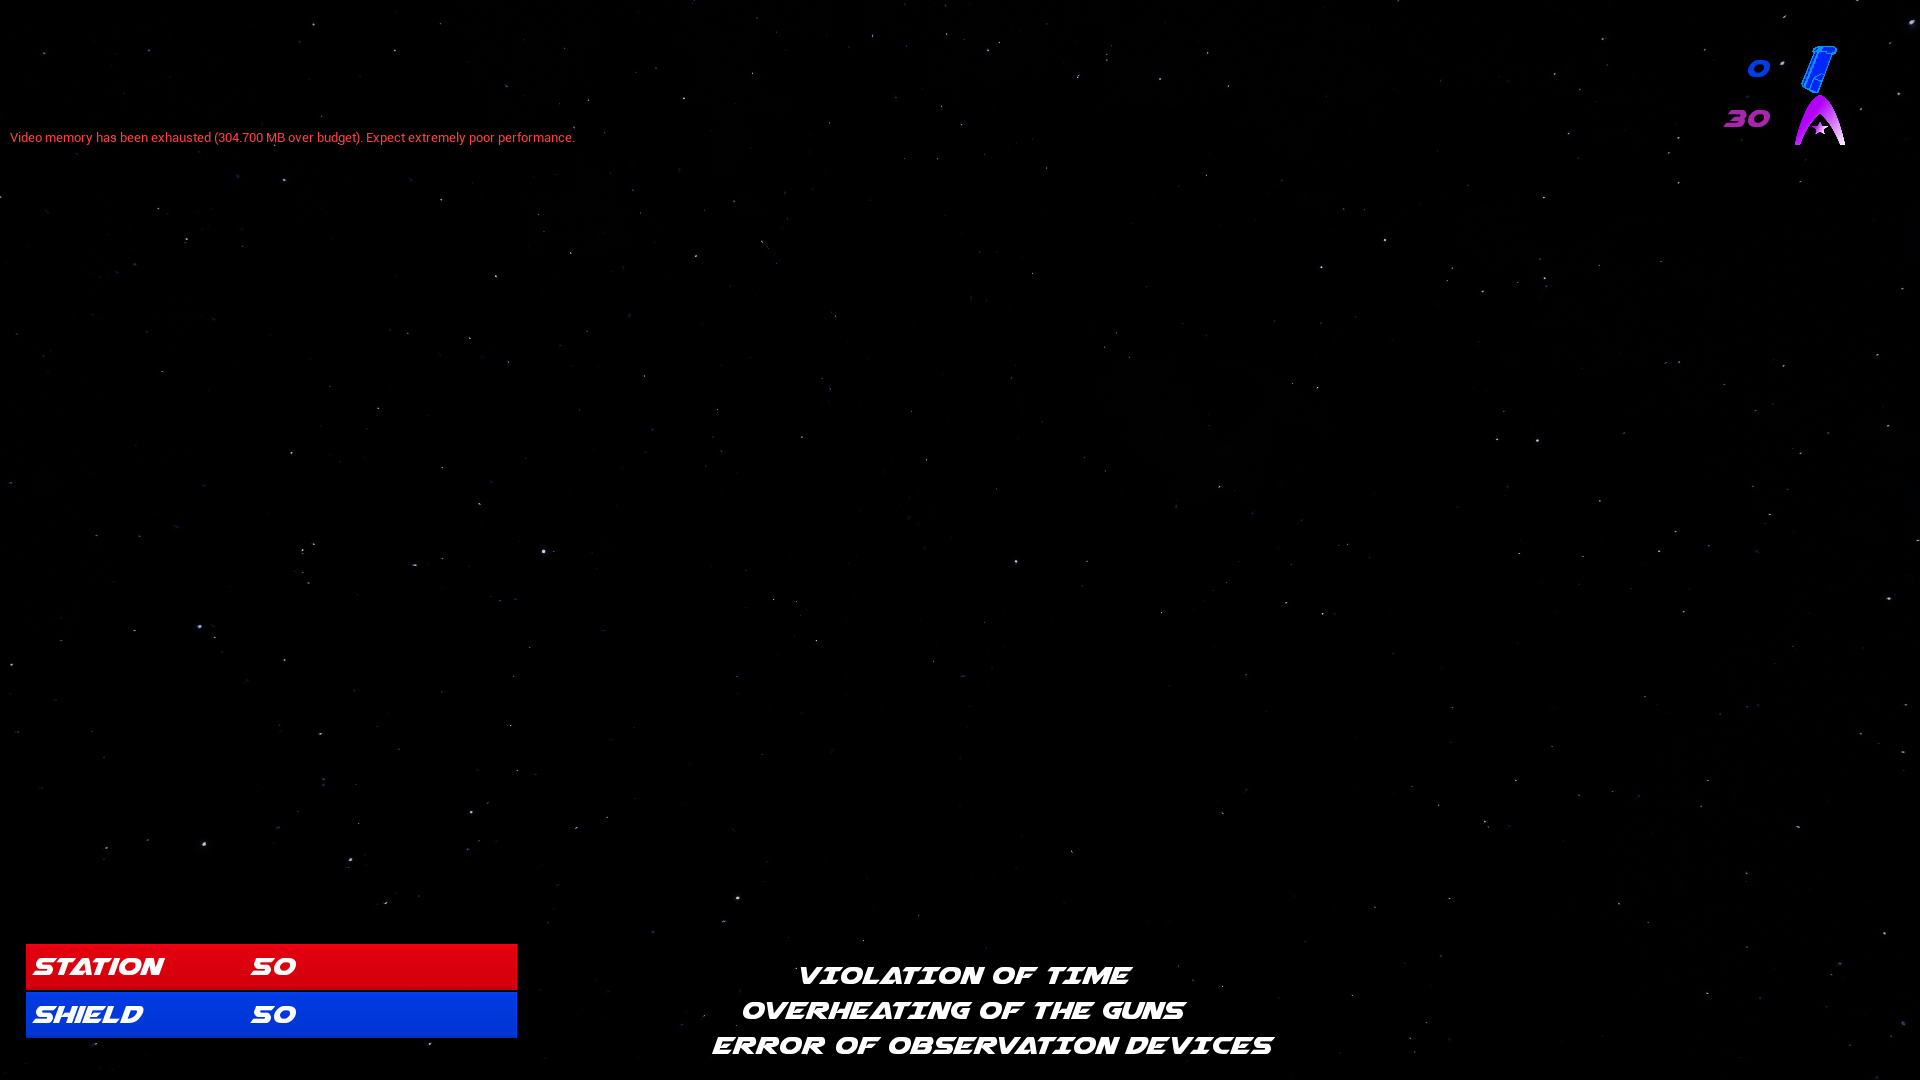 0
30
Video memory has been exhausted (304.700 MB over budget). Expect extremely poor performance.
STATION 50
SHIELD 50
VIOLATION OF TIME
OVERHEATING OF THE GUNS
ERROR OF OBSERVATION DEVICES